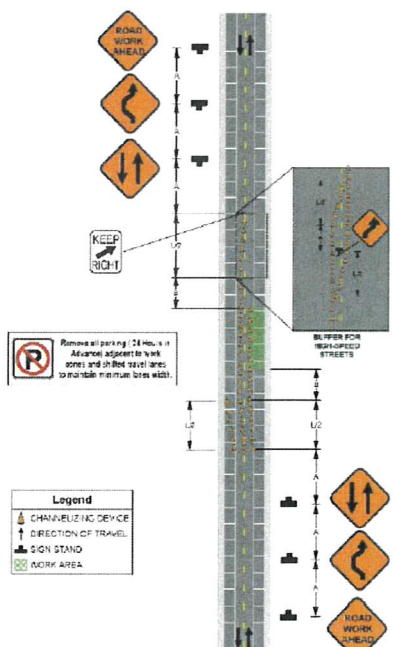 ROAD
WORK
AHEAD
A
A
A
L/2
KEEP
RIGHT
B
L/2
BUFFER FOR
HIGH-SPEED
STREETS
P
Remove all parking (24 Hours in
Advance) adjacent to work
zones and shifted travel lanes
to maintain minimum lanes width.
B
L/2
L/2
A
A
A
Legend
CHANNELIZING DEVICE
DIRECTION OF TRAVEL
SIGN STAND
WORK AREA
ROAD
WORK
AHEAD